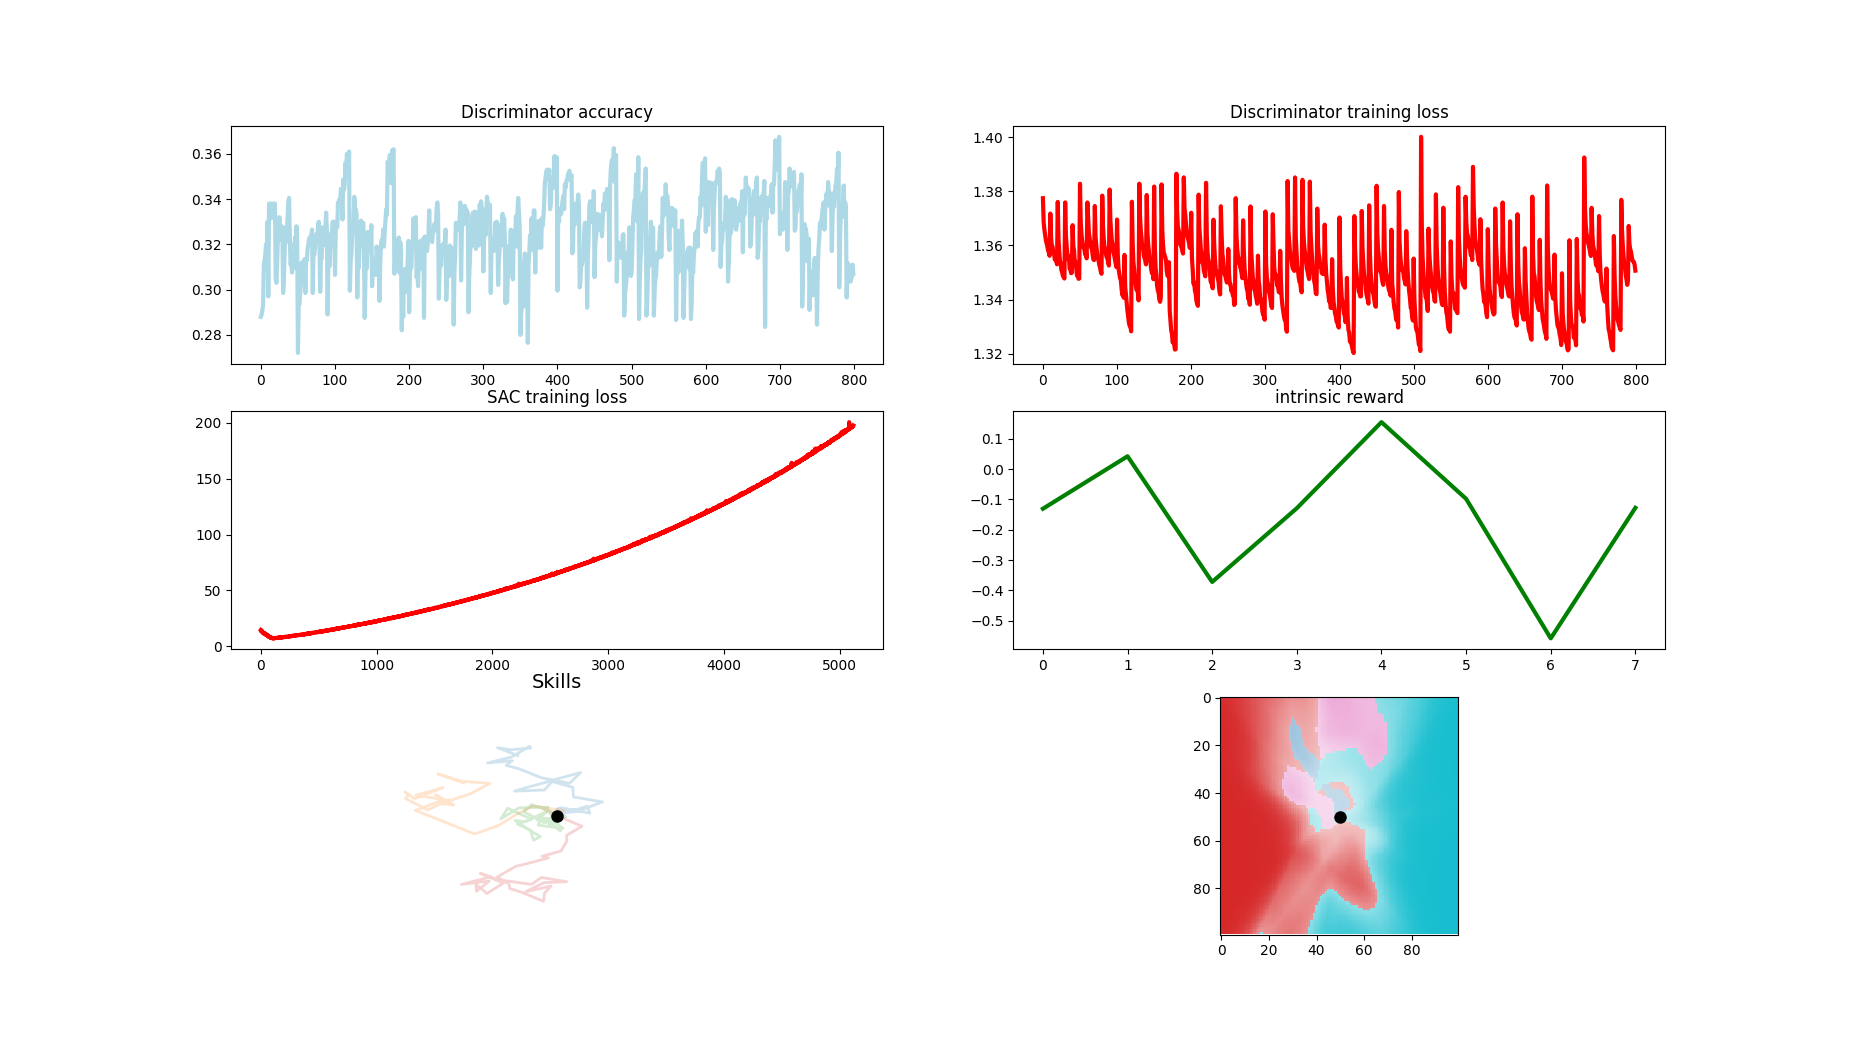 Discriminator accuracy
0.36
0.34
0.32
0.30
0.28
0 100 200 300 400 500 600 700 800
Discriminator training loss
1.40
1.38
1.36
1.34
1.32
0 100 200 300 400 500 600 700 800
SAC training loss
200
150
100
50
0
0 1000 2000 3000 4000 5000
intrinsic reward
0.1
0.0
−0.1
−0.2
−0.3
−0.4
−0.5
0 1 2 3 4 5 6 7
Skills
0
20
40
60
80
0 20 40 60 80